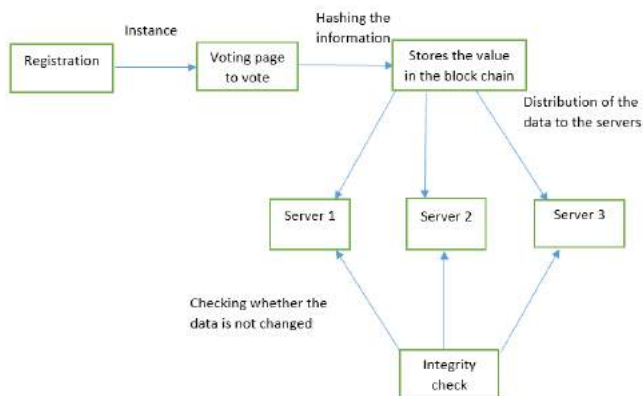 Instance
Hashing the
information
Registration
Voting page
to vote
Stores the value
in the block chain
Distribution of the
data to the servers
Server 1
Server 2
Server 3
Checking whether the
data is not changed
Integrity
check